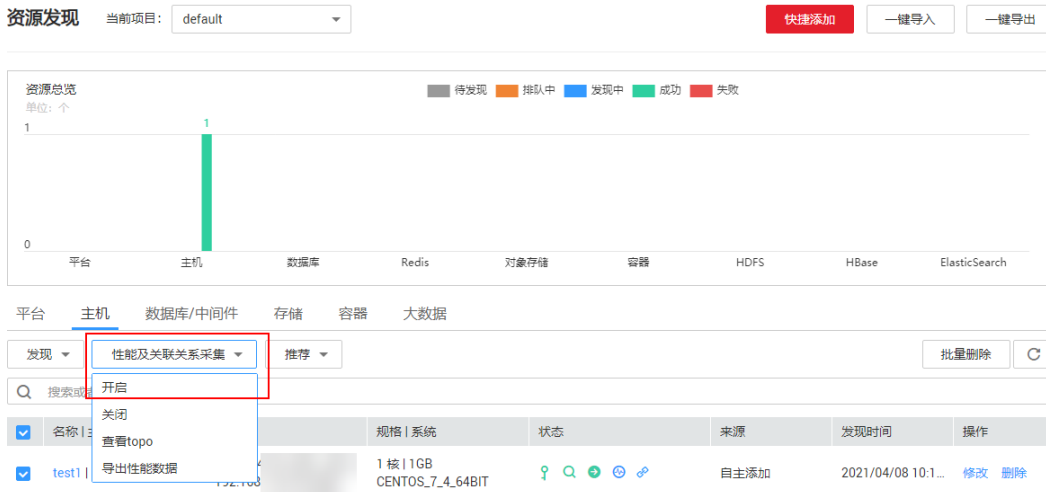 资源发现 当前项目： default 快捷添加 一键导入 一键导出
资源总览
单位：个
待发现 排队中 发现中 成功 失败
1
1
0
平台 主机 数据库 Redis 对象存储 容器 HDFS HBase ElasticSearch
平台 主机 数据库/中间件 存储 容器 大数据
发现 性能及关联关系采集 推荐 批量删除
搜索或
开启
关闭
查看topo
导出性能数据
名称 | 规格 | 系统 状态 来源 发现时间 操作
test1 | 1 核 | 1GB 自主添加 2021/04/08 10:1... 修改 删除
CENTOS_7_4_64BIT